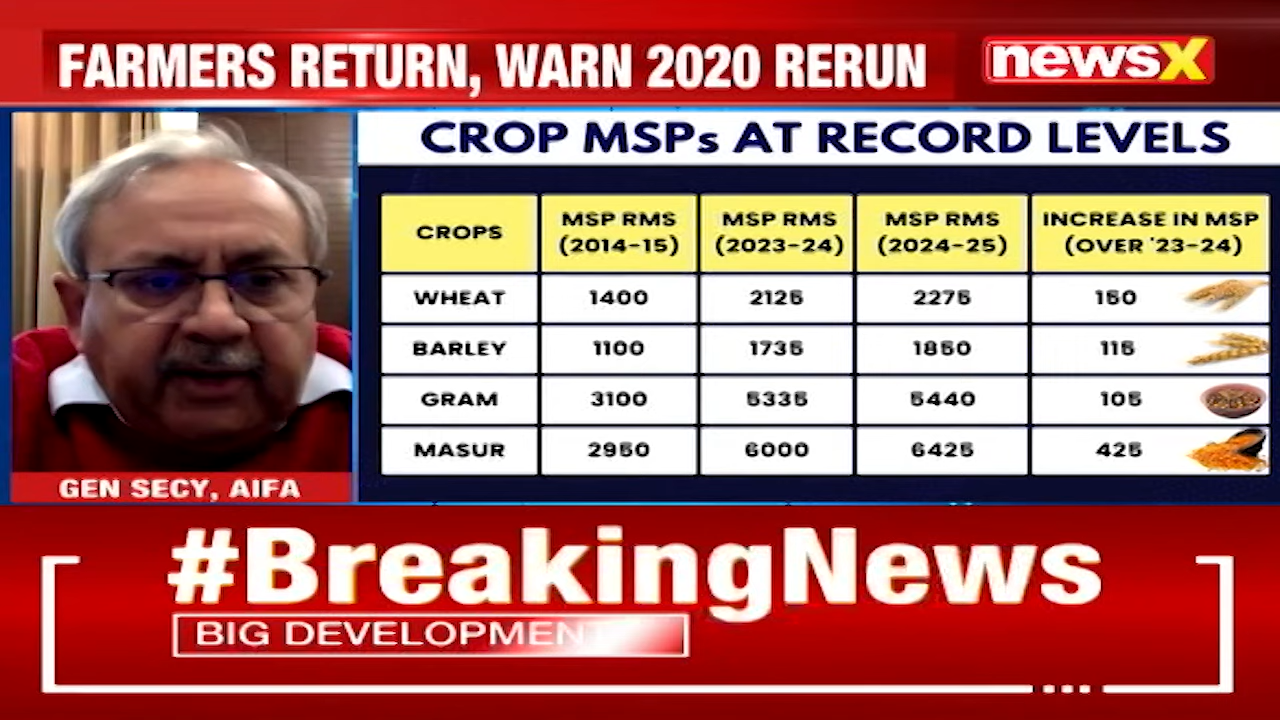 FARMERS RETURN, WARN 2020 RERUN
newsX
CROP MSPs AT RECORD LEVELS
CROPS MSP RMS (2014-15) MSP RMS (2023-24) MSP RMS (2024-25) INCREASE IN MSP (OVER '23-24)
WHEAT 1400 2125 2275 150
BARLEY 1100 1735 1850 115
GRAM 3100 5335 5440 105
MASUR 2950 6000 6425 425
GEN SECY, AIFA
#BreakingNews
BIG DEVELOPMEN